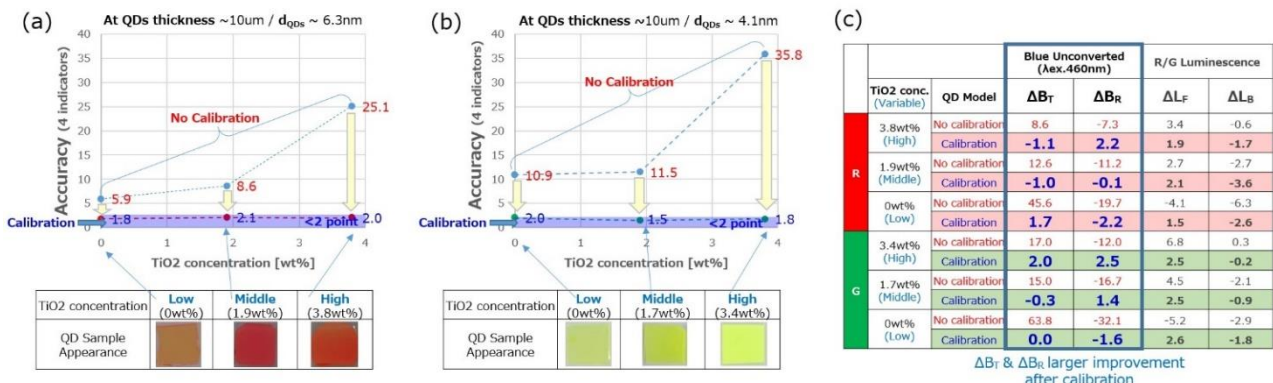 (a)
At QDs thickness ~10um / dQDs ~ 6.3nm
Accuracy (4 indicators)
40
35
30
25
20
15
10
5
0
No Calibration
25.1
5.9
8.6
Calibration
1.8
2.1
<2 point
2.0
0
1
2
3
4
TiO2 concentration [wt%]
TiO2 concentration
Low
(0wt%)
Middle
(1.9wt%)
High
(3.8wt%)
QD Sample
Appearance
(b)
At QDs thickness ~10um / dQDs ~ 4.1nm
Accuracy (4 indicators)
40
35
30
25
20
15
10
5
0
No Calibration
35.8
10.9
11.5
Calibration
2.0
1.5
<2 point
1.8
0
1
2
3
4
TiO2 concentration [wt%]
TiO2 concentration
Low
(0wt%)
Middle
(1.7wt%)
High
(3.4wt%)
QD Sample
Appearance
(c)
Blue Unconverted
(λex.460nm)
R/G Luminescence
TiO2 conc.
(Variable)
QD Model
ΔBT
ΔBR
ΔLF
ΔLB
R
3.8wt%
(High)
No calibration 8.6 -7.3 3.4 -0.6
Calibration -1.1 2.2 1.9 -1.7
1.9wt%
(Middle)
No calibration 12.6 -11.2 2.7 -2.7
Calibration -1.0 -0.1 2.1 -3.6
0wt%
(Low)
No calibration 45.6 -19.7 -4.1 -6.3
Calibration 1.7 -2.2 1.5 -2.6
G
3.4wt%
(High)
No calibration 17.0 -12.0 6.8 0.3
Calibration 2.0 2.5 2.5 -0.2
1.7wt%
(Middle)
No calibration 15.0 -16.7 4.5 -2.1
Calibration -0.3 1.4 2.5 -0.9
0wt%
(Low)
No calibration 63.8 -32.1 -5.2 -2.9
Calibration 0.0 -1.6 2.6 -1.8
ΔBT & ΔBR larger improvement
after calibration